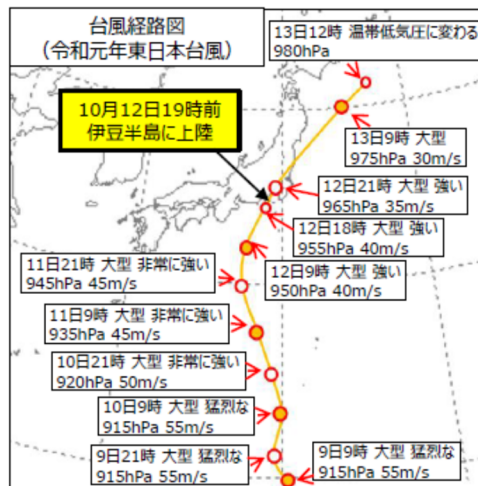 台風経路図
(令和元年東日本台風)
13日12時 温帯低気圧に変わる
980hPa
10月12日19時前
伊豆半島に上陸
13日9時 大型
975hPa 30m/s
12日21時 大型 強い
965hPa 35m/s
12日18時 大型 強い
955hPa 40m/s
11日21時 大型 非常に強い
945hPa 45m/s
12日9時 大型 強い
950hPa 40m/s
11日9時 大型 非常に強い
935hPa 45m/s
10日21時 大型 非常に強い
920hPa 50m/s
10日9時 大型 猛烈な
915hPa 55m/s
9日21時 大型 猛烈な
915hPa 55m/s
9日9時 大型 猛烈な
915hPa 55m/s